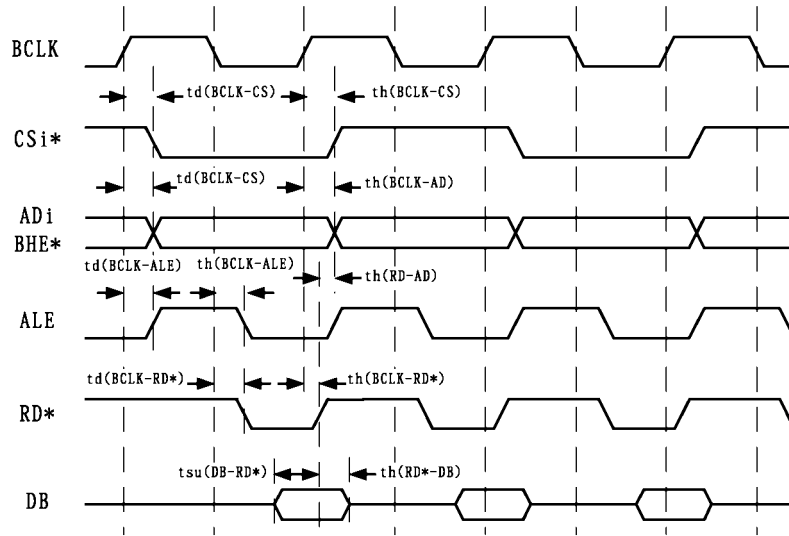 BCLK
td(BCLK-CS) th(BCLK-CS)
CSi*
td(BCLK-CS) th(BCLK-AD)
ADi
BHE*
td(BCLK-ALE) th(BCLK-ALE) th(RD-AD)
ALE
td(BCLK-RD*) th(BCLK-RD*)
RD*
tsu(DB-RD*) th(RD*-DB)
DB